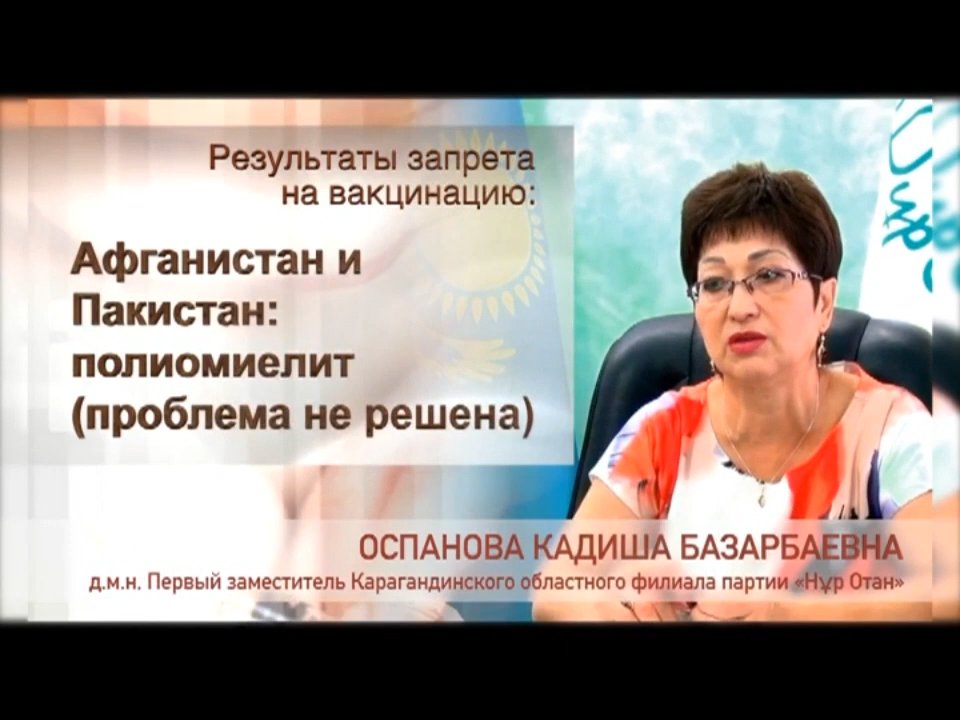 Результаты запрета
на вакцинацию:
Афганистан и
Пакистан:
полиомиелит
(проблема не решена)
ОСПАНОВА КАДИША БАЗАРБАЕВНА
д.м.н. Первый заместитель Карагандинского областного филиала партии «Нұр Отан»